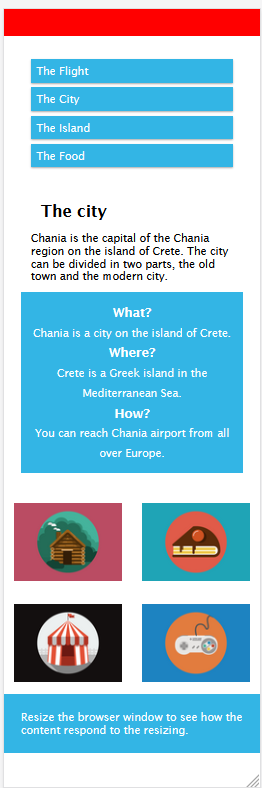 The Flight
The City
The Island
The Food
The city
Chania is the capital of the Chania
region on the island of Crete. The city
can be divided in two parts, the old
town and the modern city.
What?
Chania is a city on the island of Crete.
Where?
Crete is a Greek island in the
Mediterranean Sea.
How?
You can reach Chania airport from all
over Europe.
Resize the browser window to see how the
content respond to the resizing.